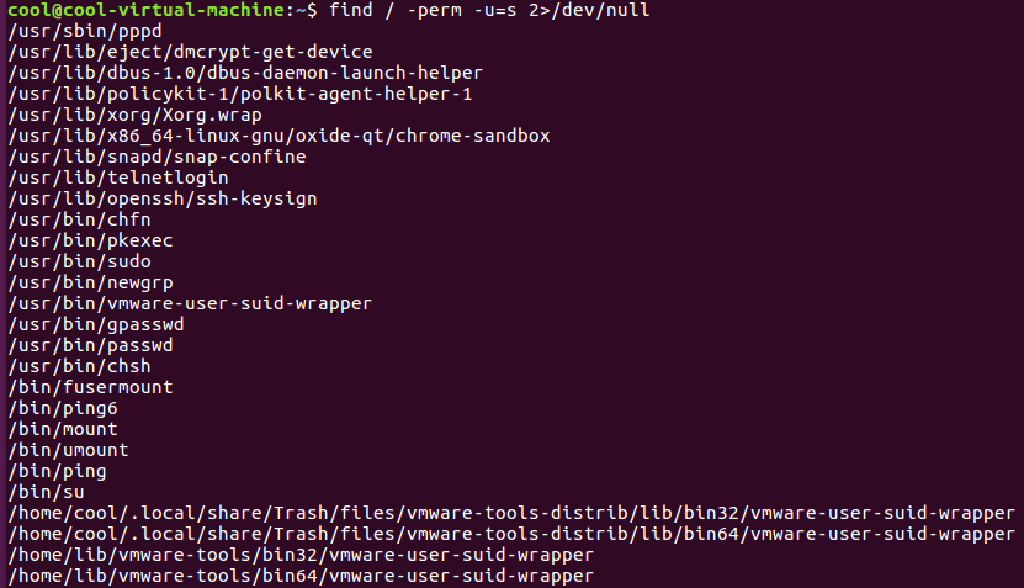 cool@cool-virtual-machine:~$ find / -perm -u=s 2>/dev/null
/usr/sbin/pppd
/usr/lib/eject/dmcrypt-get-device
/usr/lib/dbus-1.0/dbus-daemon-launch-helper
/usr/lib/policykit-1/polkit-agent-helper-1
/usr/lib/xorg/Xorg.wrap
/usr/lib/x86_64-linux-gnu/oxide-qt/chrome-sandbox
/usr/lib/snapd/snap-confine
/usr/lib/telnetlogin
/usr/lib/openssh/ssh-keysign
/usr/bin/chfn
/usr/bin/pkexec
/usr/bin/sudo
/usr/bin/newgrp
/usr/bin/vmware-user-suid-wrapper
/usr/bin/gpasswd
/usr/bin/passwd
/usr/bin/chsh
/bin/fusermount
/bin/ping6
/bin/mount
/bin/umount
/bin/ping
/bin/su
/home/cool/.local/share/Trash/files/vmware-tools-distrib/lib/bin32/vmware-user-suid-wrapper
/home/cool/.local/share/Trash/files/vmware-tools-distrib/lib/bin64/vmware-user-suid-wrapper
/home/lib/vmware-tools/bin32/vmware-user-suid-wrapper
/home/lib/vmware-tools/bin64/vmware-user-suid-wrapper